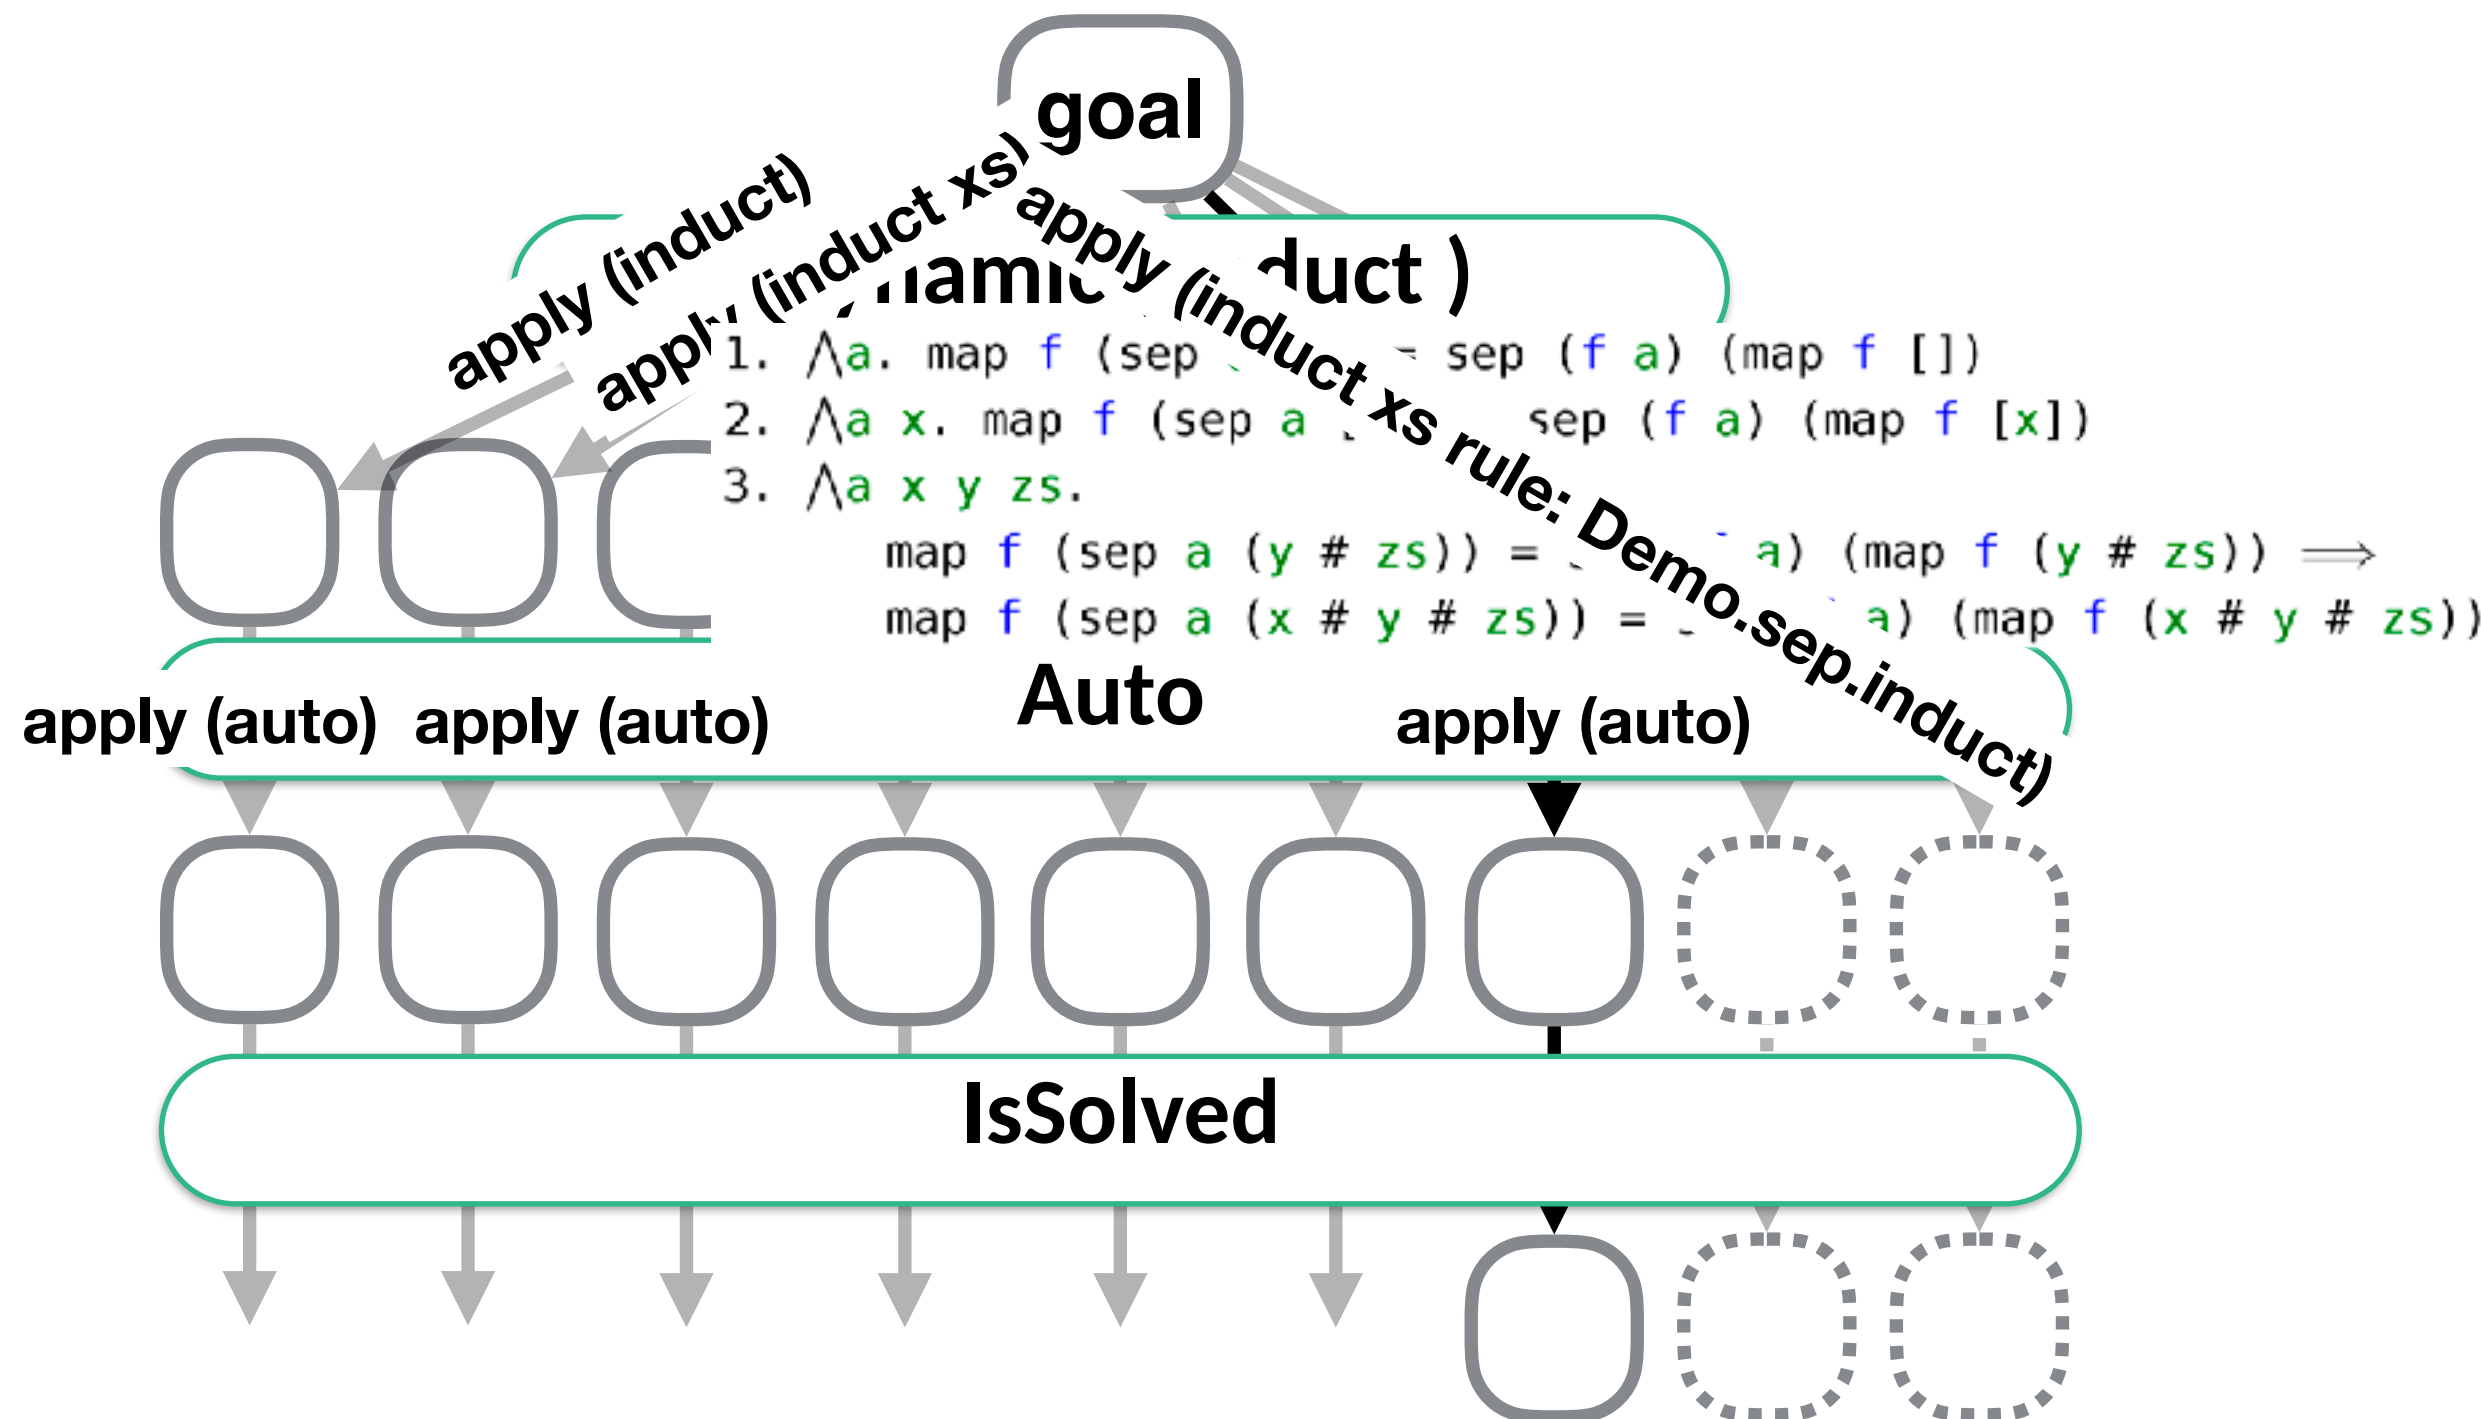 goal
apply (induct)
apply (induct xs)
apply (induct xs rule: Demo.sep.induct)
)
1. ⋀a. map f (sep = sep (f a) (map f [])
2. ⋀a x. map f (sep a sep (f a) (map f [x])
3. ⋀a x y zs.
map f (sep a (y # zs)) = a) (map f (y # zs)) ⟹
map f (sep a (x # y # zs)) = a) (map f (x # y # zs))
Auto
apply (auto) apply (auto) apply (auto)
IsSolved